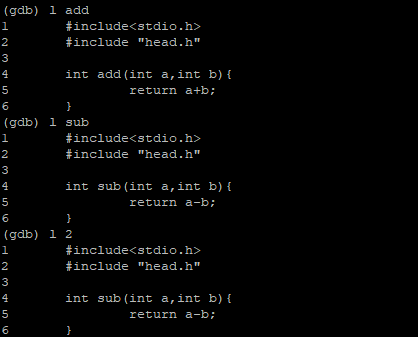 (gdb) l add
1       #include<stdio.h>
2       #include "head.h"
3
4       int add(int a,int b){
5               return a+b;
6       }
(gdb) l sub
1       #include<stdio.h>
2       #include "head.h"
3
4       int sub(int a,int b){
5               return a-b;
6       }
(gdb) l 2
1       #include<stdio.h>
2       #include "head.h"
3
4       int sub(int a,int b){
5               return a-b;
6       }